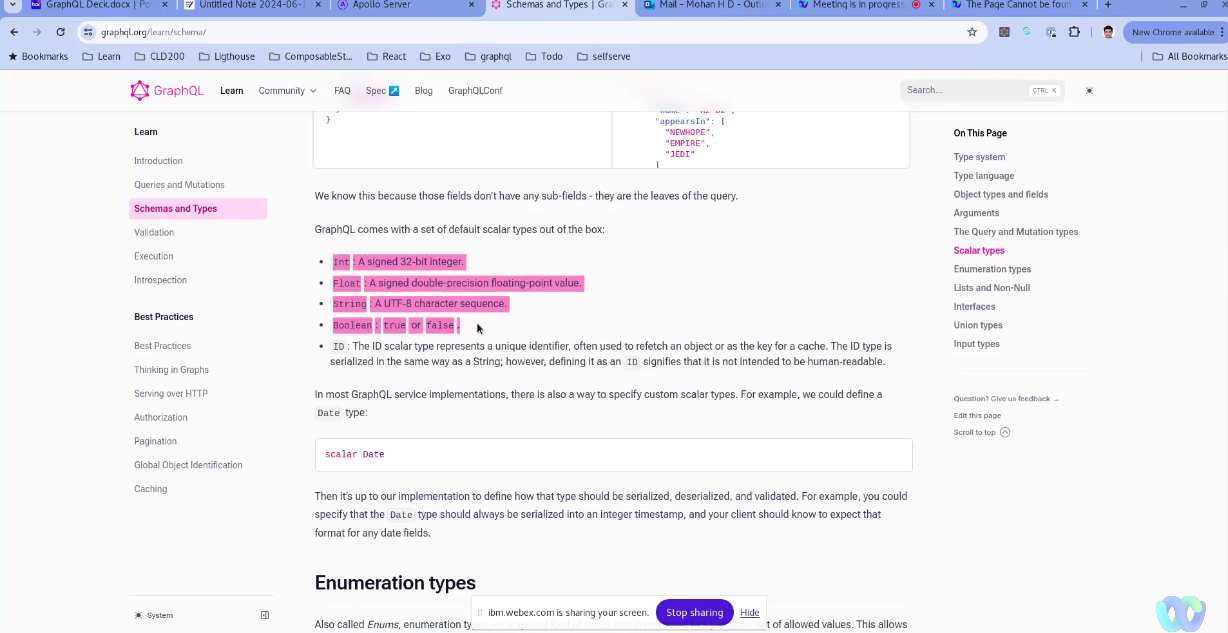 GraphQL Deck.docx | Po
Untitled Note 2024-06-1
Apollo Server
Schemas and Types | Gra
Mail - Mohan H D - Outlo
Meeting is in progress.
The Page Cannot be foun
graphql.org/learn/schema/
New Chrome available
Bookmarks
Learn
CLD200
Ligthouse
ComposableSt...
React
Exo
graphql
Todo
selfserve
All Bookmarks
GraphQL
Learn
Community
FAQ
Spec
Blog
GraphQLConf
Search...
CTRL K
Learn
Introduction
Queries and Mutations
Schemas and Types
Validation
Execution
Introspection
Best Practices
Best Practices
Thinking in Graphs
Serving over HTTP
Authorization
Pagination
Global Object Identification
Caching
System
}
"appearsIn": [
"NEWHOPE",
"EMPIRE",
"JEDI"
]
We know this because those fields don't have any sub-fields - they are the leaves of the query.
GraphQL comes with a set of default scalar types out of the box:
Int : A signed 32-bit integer.
Float : A signed double-precision floating-point value.
String : A UTF-8 character sequence.
Boolean : true or false .
ID : The ID scalar type represents a unique identifier, often used to refetch an object or as the key for a cache. The ID type is
serialized in the same way as a String; however, defining it as an ID signifies that it is not intended to be human-readable.
In most GraphQL service implementations, there is also a way to specify custom scalar types. For example, we could define a
Date type:
scalar Date
Then it's up to our implementation to define how that type should be serialized, deserialized, and validated. For example, you could
specify that the Date type should always be serialized into an integer timestamp, and your client should know to expect that
format for any date fields.
Enumeration types
Also called Enums, enumeration
of allowed values. This allows
ibm.webex.com is sharing your screen.
Stop sharing
Hide
On This Page
Type system
Type language
Object types and fields
Arguments
The Query and Mutation types
Scalar types
Enumeration types
Lists and Non-Null
Interfaces
Union types
Input types
Question? Give us feedback →
Edit this page
Scroll to top